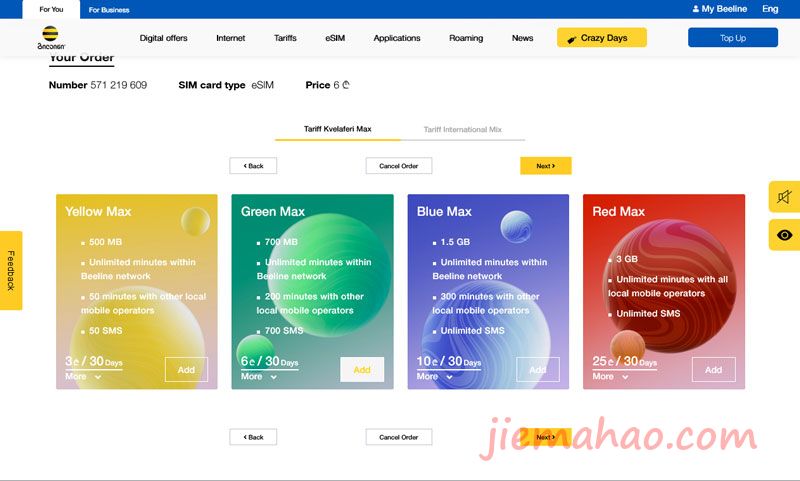 For You
For Business
My Beeline
Eng
Билайн
Digital offers
Internet
Tariffs
eSIM
Applications
Roaming
News
Crazy Days
Top Up
Your Order
Number 571 219 609
SIM card type eSIM
Price 6 ₾
Tariff Kvelaferi Max
Tariff International Mix
Back
Cancel Order
Next
Yellow Max
500 MB
Unlimited minutes within
Beeline network
50 minutes with other local
mobile operators
50 SMS
3₾ / 30 Days
More
Add
Green Max
700 MB
Unlimited minutes within
Beeline network
200 minutes with other
local mobile operators
700 SMS
6₾ / 30 Days
More
Add
Blue Max
1.5 GB
Unlimited minutes within
Beeline network
300 minutes with other
local mobile operators
Unlimited SMS
10₾ / 30 Days
More
Add
Red Max
3 GB
Unlimited minutes with all
local mobile operators
Unlimited SMS
25₾ / 30 Days
More
Add
Feedback
Back
Cancel Order
Next
jiemahao.com